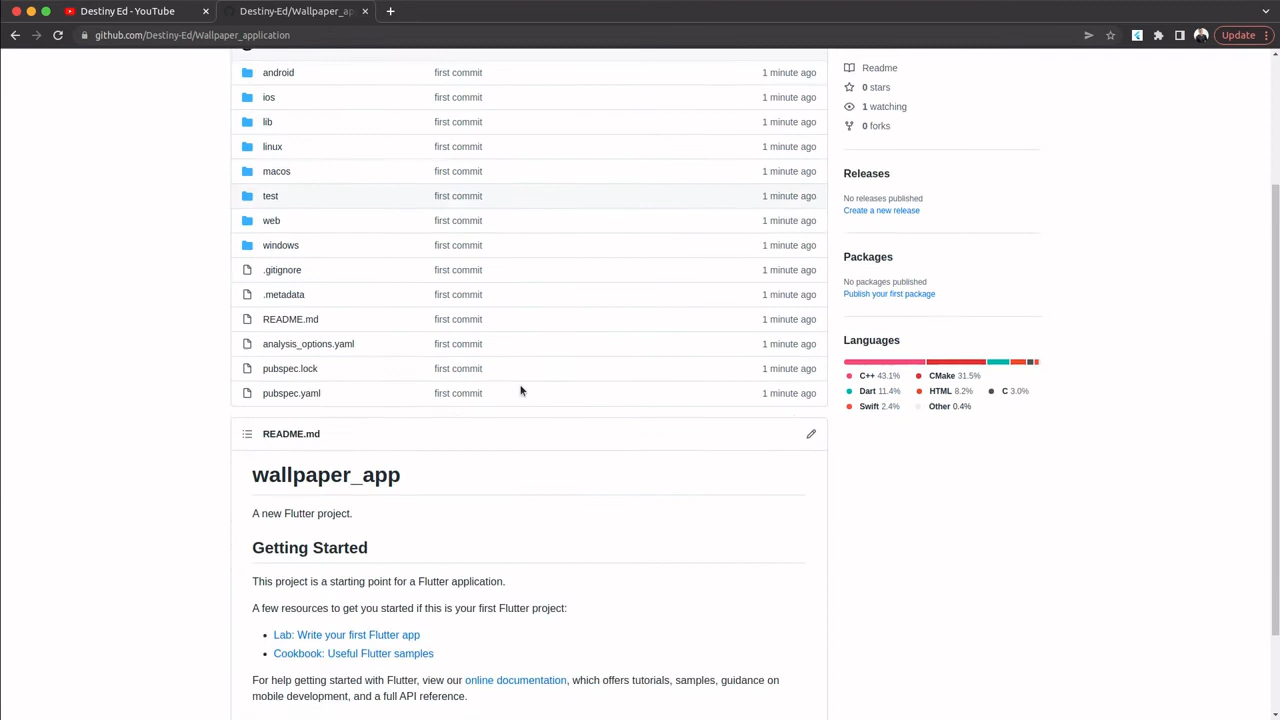 Destiny Ed - YouTube
Destiny-Ed/Wallpaper_ap
github.com/Destiny-Ed/Wallpaper_application
Update
android first commit 1 minute ago
ios first commit 1 minute ago
lib first commit 1 minute ago
linux first commit 1 minute ago
macos first commit 1 minute ago
test first commit 1 minute ago
web first commit 1 minute ago
windows first commit 1 minute ago
.gitignore first commit 1 minute ago
.metadata first commit 1 minute ago
README.md first commit 1 minute ago
analysis_options.yaml first commit 1 minute ago
pubspec.lock first commit 1 minute ago
pubspec.yaml first commit 1 minute ago
README.md
wallpaper_app
A new Flutter project.
Getting Started
This project is a starting point for a Flutter application.
A few resources to get you started if this is your first Flutter project:
Lab: Write your first Flutter app
Cookbook: Useful Flutter samples
For help getting started with Flutter, view our online documentation, which offers tutorials, samples, guidance on
mobile development, and a full API reference.
Readme
0 stars
1 watching
0 forks
Releases
No releases published
Create a new release
Packages
No packages published
Publish your first package
Languages
C++ 43.1% CMake 31.5%
Dart 11.4% HTML 8.2% C 3.0%
Swift 2.4% Other 0.4%